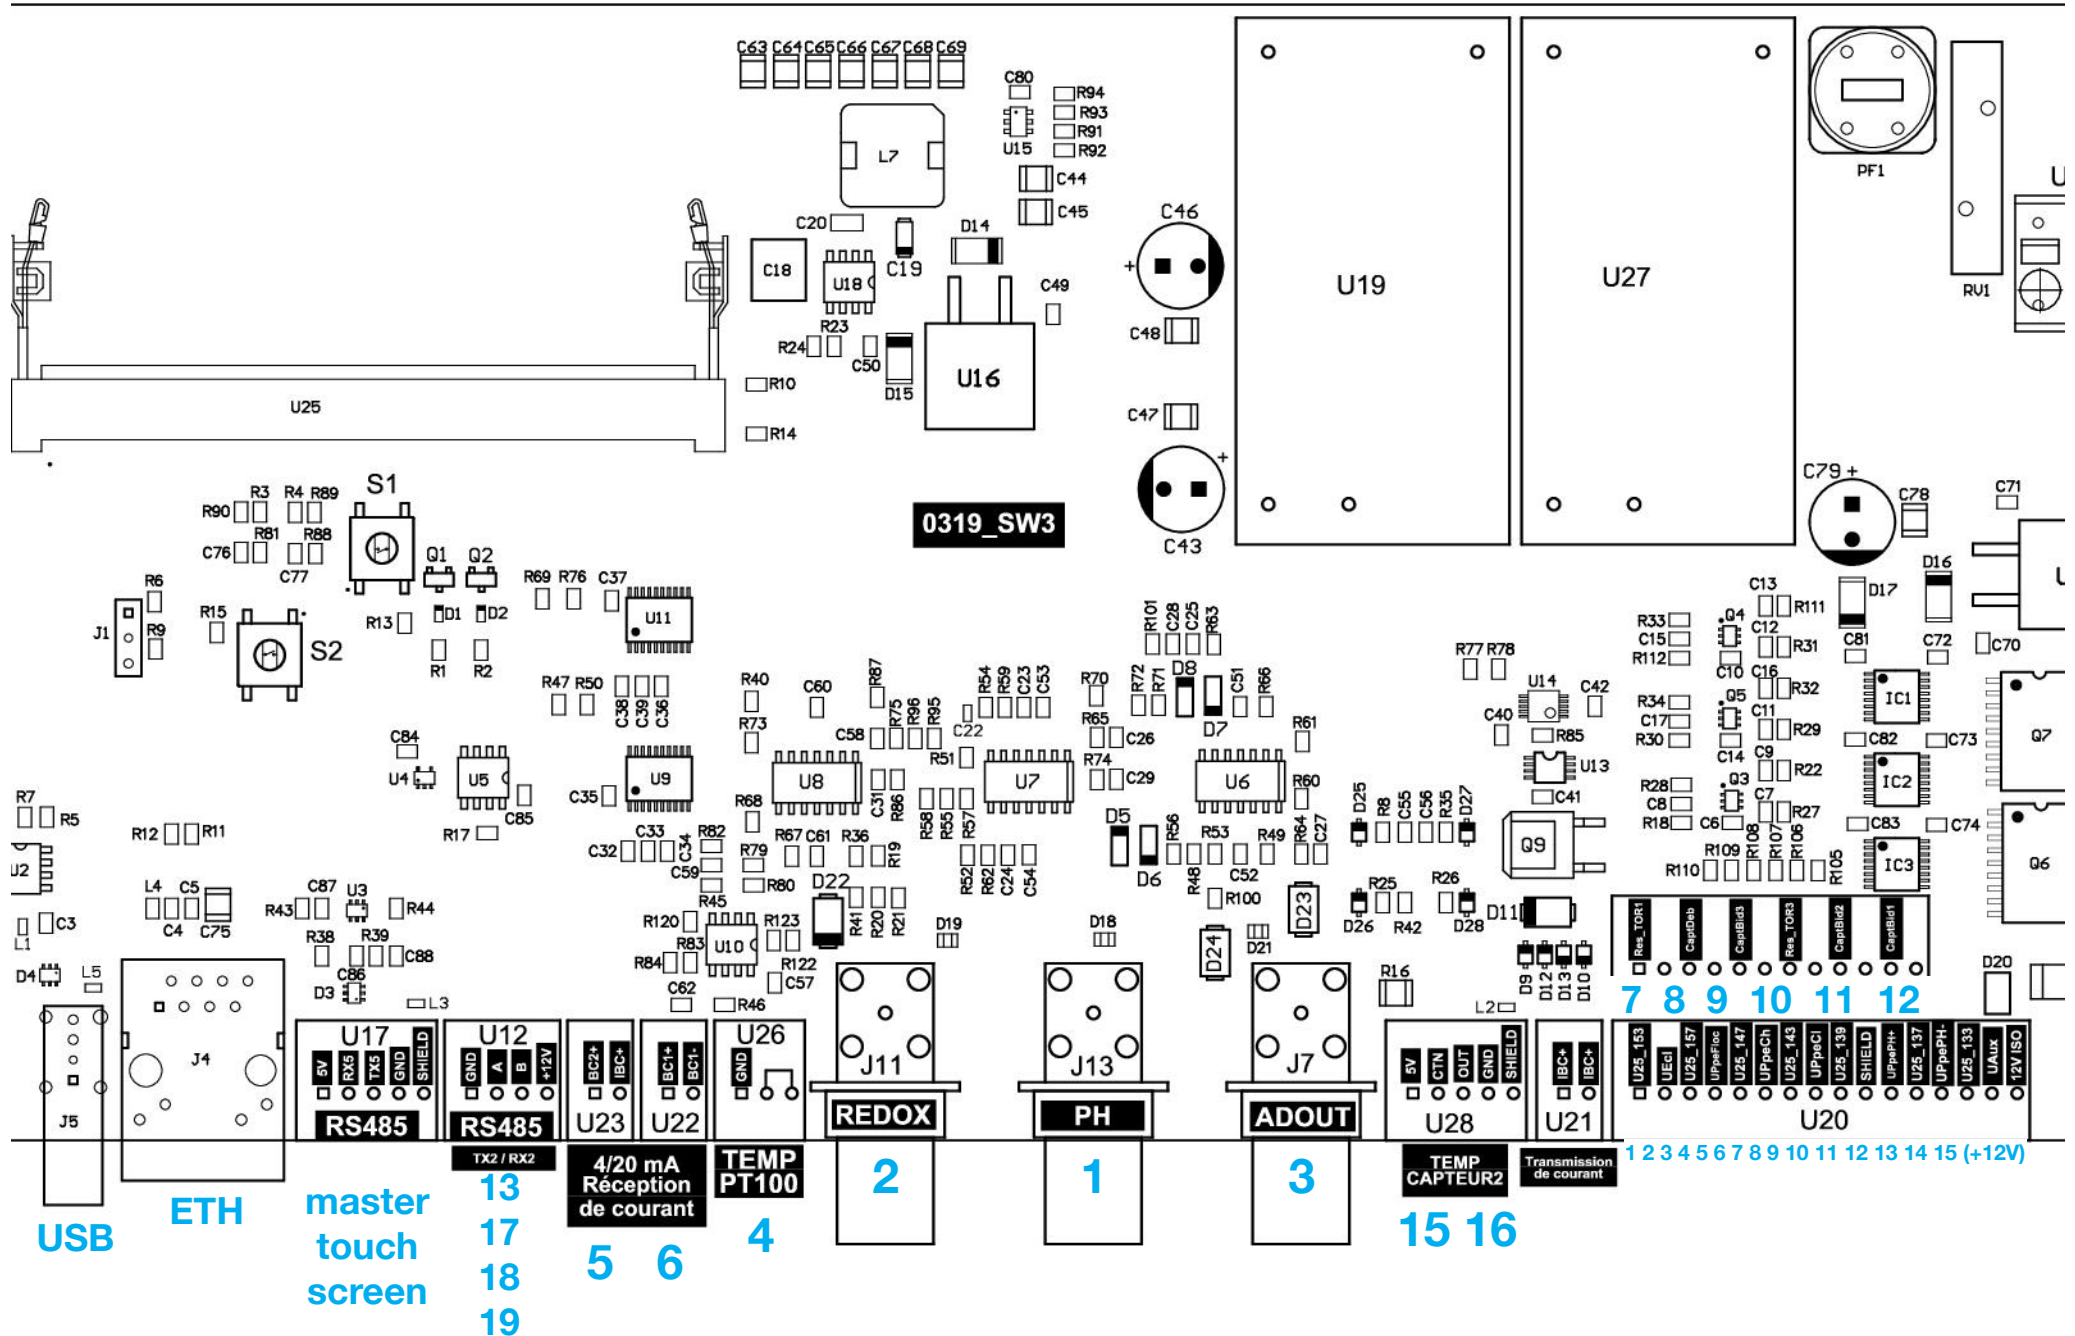 C63 C64 C65 C66 C67 C68 C69
C80
R94
R93
R91
R92
U15
L7
PF1
C44
C45
C20
D14
C46
+
C18
U18
C19
U19
U27
RV1
U
C49
R23
R24
C50
D15
C48
U16
R10
U25
C47
R14
+
S1
C79 +
C78
C71
R90 R3 R4 R89
0319_SW3
R81 R88
C76
C77
C43
Q1 Q2
R6
R69 R76 C37
D16
D17
C13
R111
R15
J1
R9
R13
D1 D2
U11
S2
R1 R2
R101 C28 C25 R63
R33
C15
R112
Q4
C12
R31
C81
C72
C70
R77 R78
C10 C16
R32
R47 R50
C38 C39 C36
R40
C60
R87
R75 R96 R95
R54 R59 C23 C53
R70
R72 R71
D8
D7
C51 R66
U14
C42
R34
C17
R30
Q5
C11
R29
IC1
C82
C73
Q7
C84
U4
U5
U9
R73
C58
C22
R65
C26
R61
C40
R85
C14
C9
R22
R51
U8
U7
R74
C29
U6
R60
U13
C41
R28
C8
R18
Q3
C7
R27
C6
IC2
C83
C74
R7
R5
R12 R11
R17
C85
C35
R68
C31 R86
R58 R55 R57
D5
D6
R56
R53
R49
R64 C27
D25 R8 C55 C56 R35 D27
Q9
R109 R108 R107 R106 R105
R110
IC3
Q6
U2
C32 C33 C34
R82
C59
R79
R80
R67 C61
R36
R19
R52 R62 C24 C54
R48
C52
L4 C5
C4 C75
C87
R43
U3
R44
R45
R120
R123
D22
R41 R20 R21
D19
D18
R100
D23
D21
D24
R25
R26
D26
R42
D28
D11
L1
C3
R38 R39
C88
R83
R84
U10
R122
C57
D4
L5
C86
D3
L3
C62
R46
R16
L2
D9 D12 D13 D10
Res_TOR1 CaptDeb CaptBid3 Res_TOR3 CaptBid2 CaptBid1
D20
7 8 9 10 11 12
J5
J4
U17
5V RX5 TX5 GND SHIELD
RS485
U12
GND A B +12V
RS485
TX2 / RX2
BC2+ IBC+
U23
BC1+ BC1-
U22
4/20 mA
Réception
de courant
U26
GND
TEMP
PT100
J11
REDOX
J13
PH
J7
ADOUT
5V CTN OUT GND SHIELD
U28
TEMP
CAPTEUR2
IBC+ IBC+
U21
Transmission
de courant
U25_153 UEcl U25_157 UPpeFloc U25_147 UPpeCh U25_143 UPpeCl U25_139 SHIELD UPpePH+ U25_137 UPpePH- U25_133 UAux 12V ISO
U20
1 2 3 4 5 6 7 8 9 10 11 12 13 14 15 (+12V)
USB
ETH
master
touch
screen
13
17
18
19
5
6
4
2
1
3
15 16